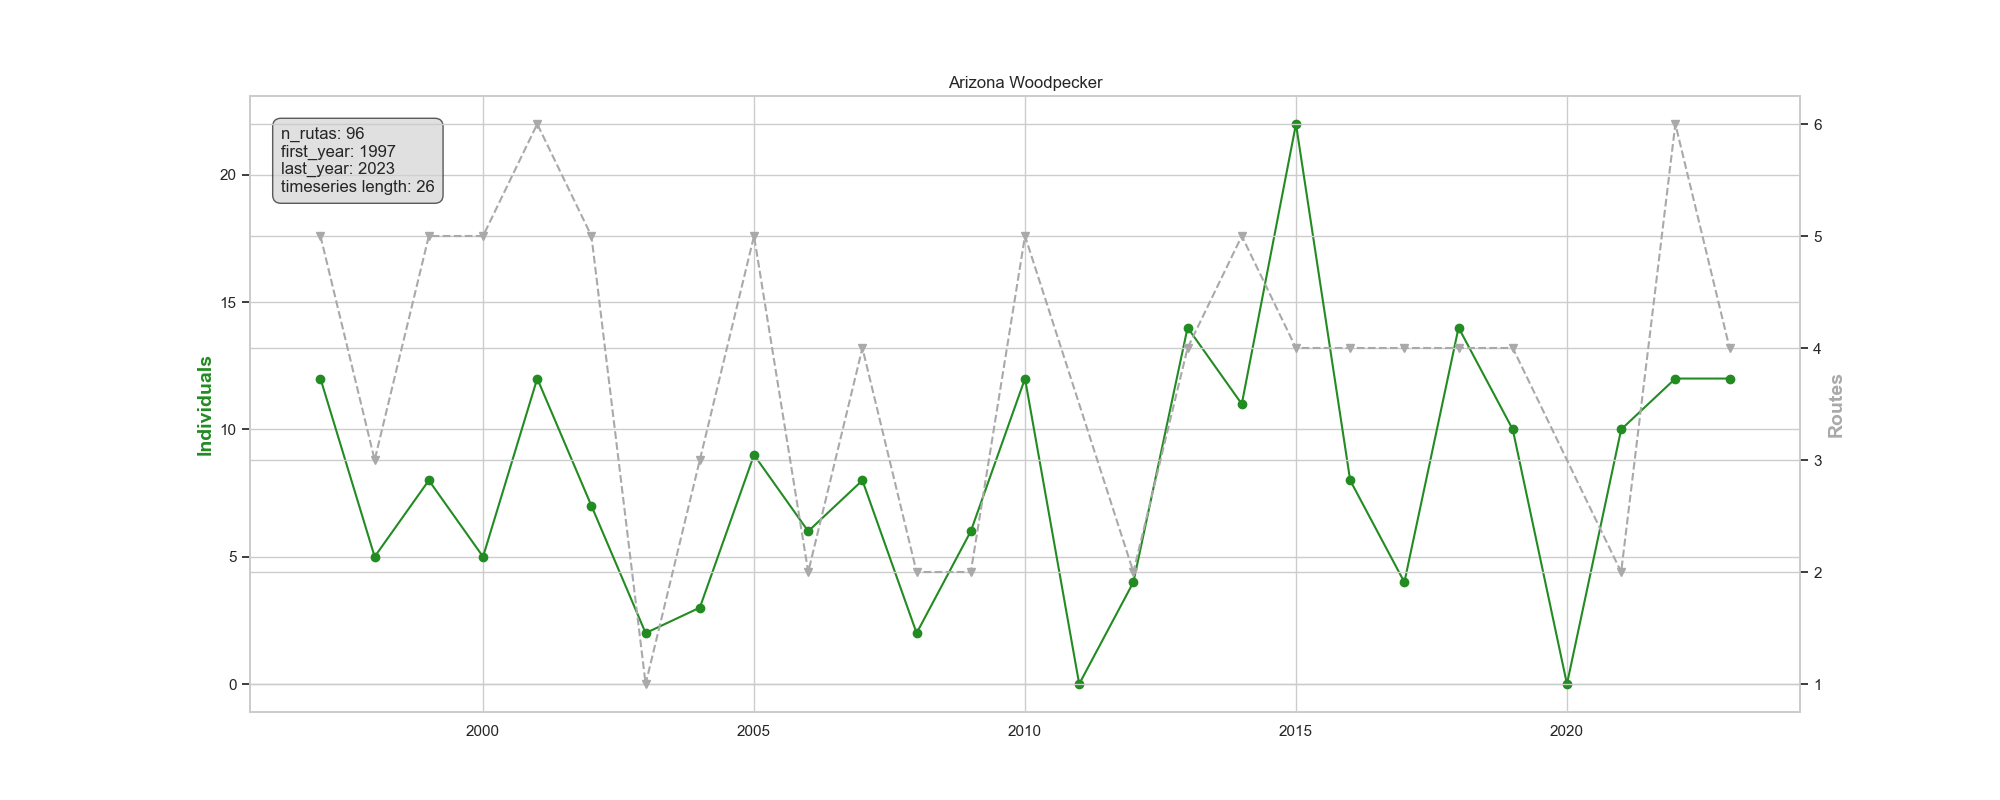 Arizona Woodpecker
n_rutas: 96
first_year: 1997
last_year: 2023
timeseries length: 26
Individuals
20
15
10
5
0
Routes
6
5
4
3
2
1
2000
2005
2010
2015
2020